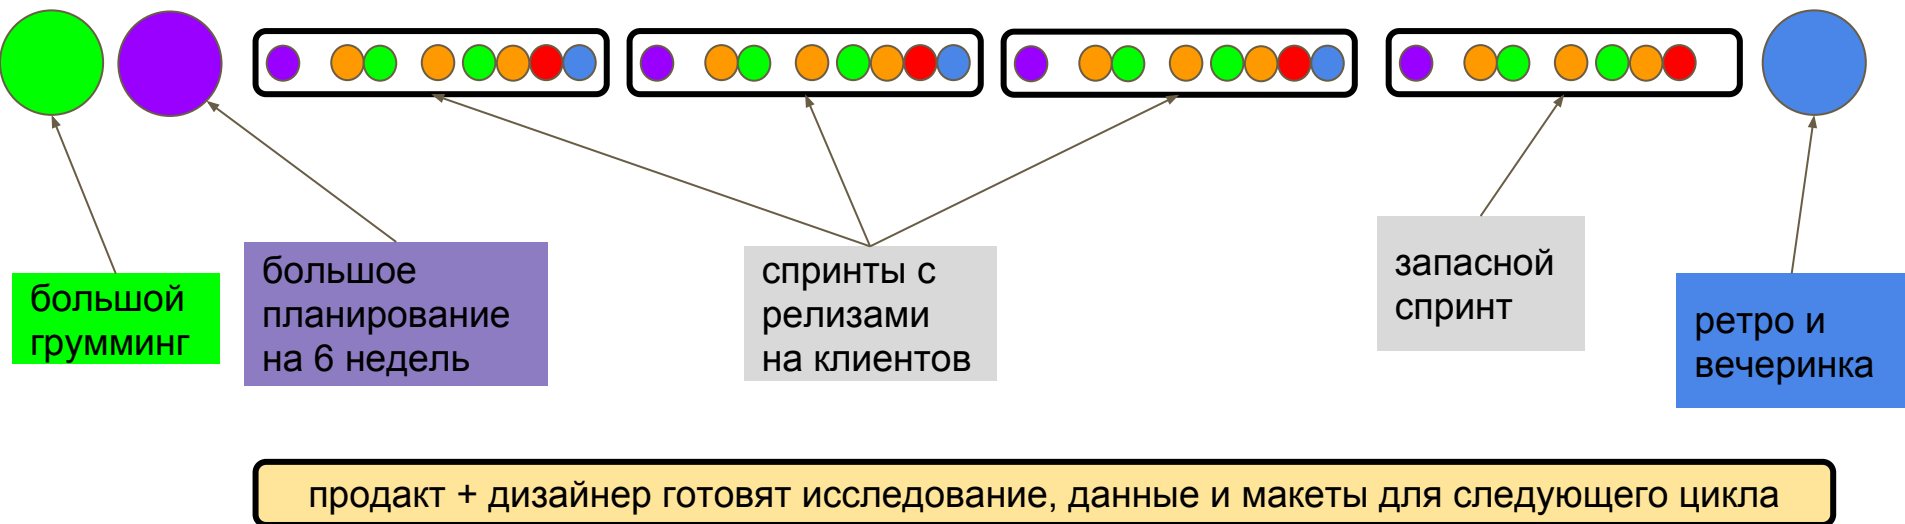 большой
грумминг
большое
планирование
на 6 недель
спринты с
релизами
на клиентов
запасной
спринт
ретро и
вечеринка
продакт + дизайнер готовят исследование, данные и макеты для следующего цикла